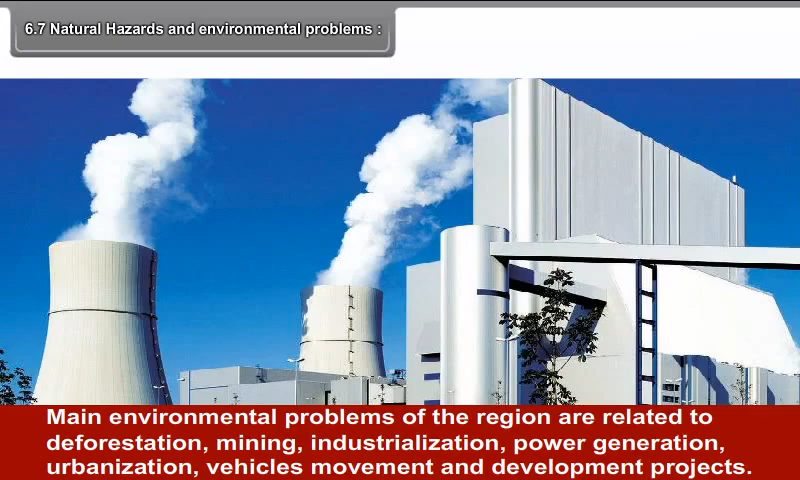 6.7 Natural Hazards and environmental problems :
Main environmental problems of the region are related to
deforestation, mining, industrialization, power generation,
urbanization, vehicles movement and development projects.